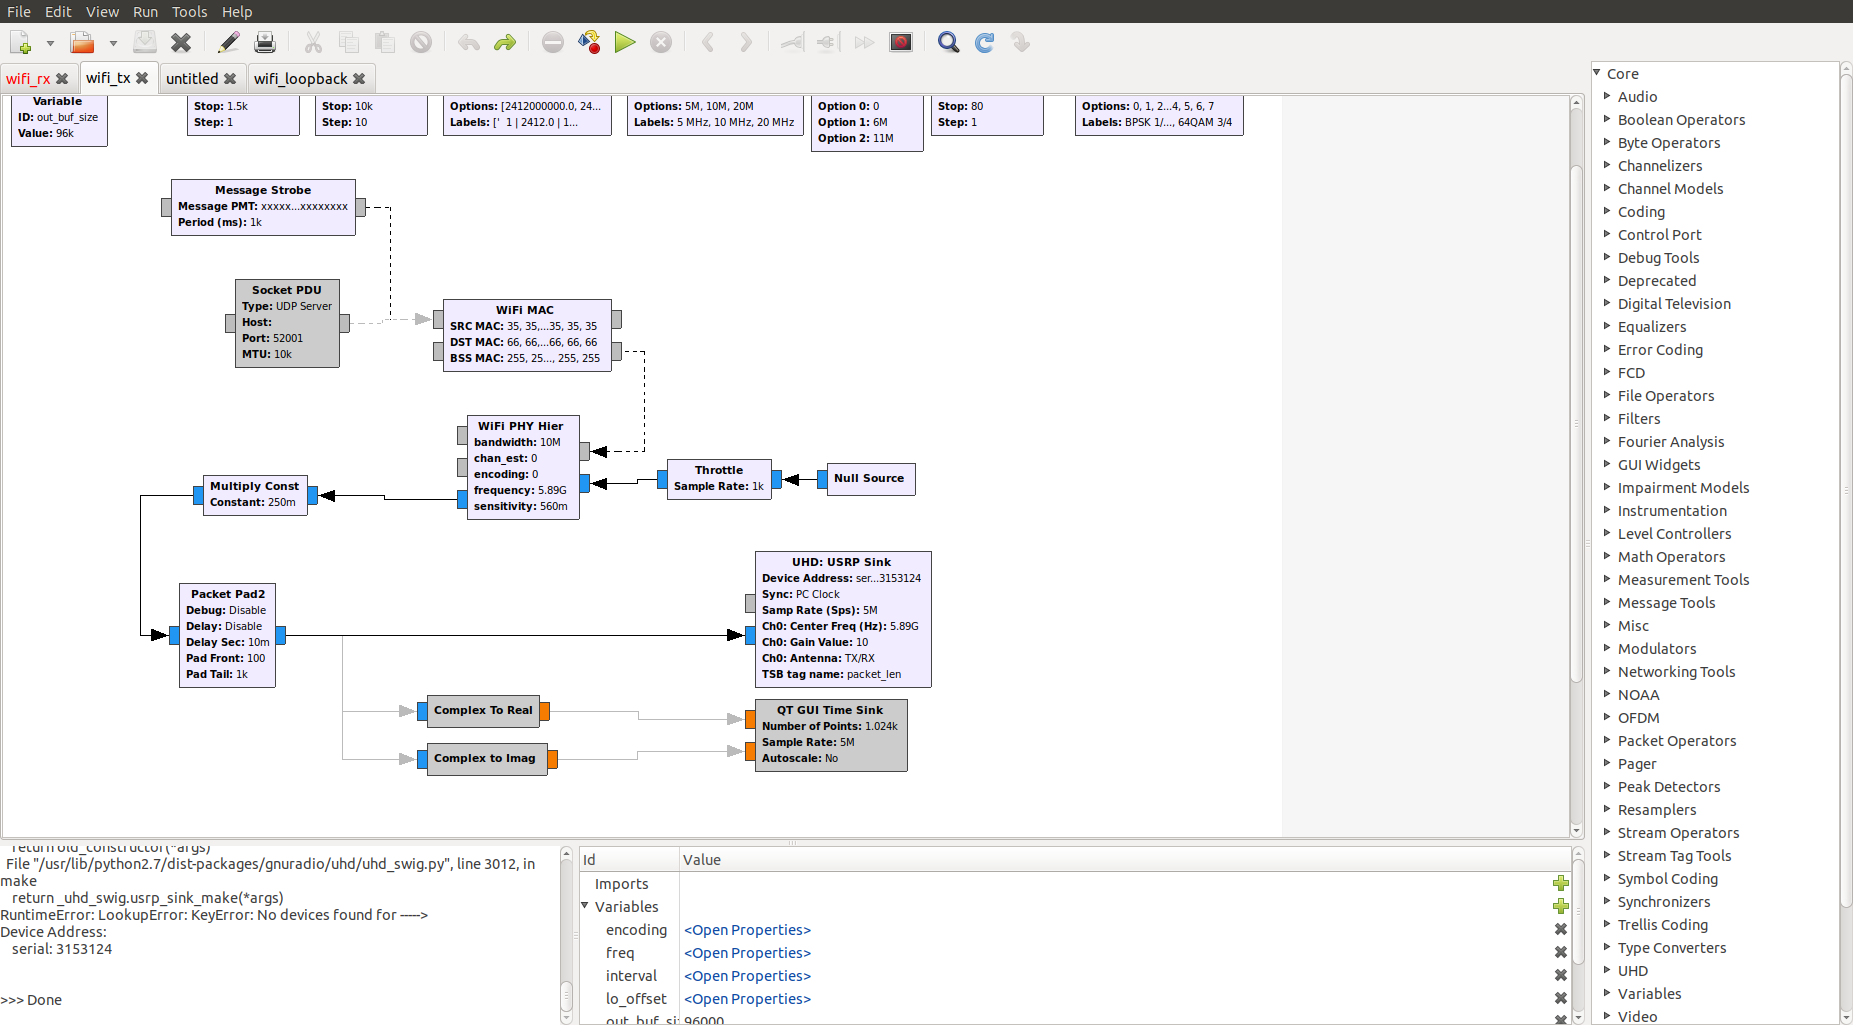 File Edit View Run Tools Help
wifi_rx wifi_tx untitled wifi_loopback
Variable
ID: out_buf_size
Value: 96k
Stop: 1.5k
Step: 1
Stop: 10k
Step: 10
Options: [2412000000.0, 24...
Labels: [' 1 | 2412.0 | 1...
Options: 5M, 10M, 20M
Labels: 5 MHz, 10 MHz, 20 MHz
Option 0: 0
Option 1: 6M
Option 2: 11M
Stop: 80
Step: 1
Options: 0, 1, 2...4, 5, 6, 7
Labels: BPSK 1/..., 64QAM 3/4
Message Strobe
Message PMT: xxxxx...xxxxxxxx
Period (ms): 1k
Socket PDU
Type: UDP Server
Host:
Port: 52001
MTU: 10k
WiFi MAC
SRC MAC: 35, 35,...35, 35, 35
DST MAC: 66, 66,...66, 66, 66
BSS MAC: 255, 25..., 255, 255
WiFi PHY Hier
bandwidth: 10M
chan_est: 0
encoding: 0
frequency: 5.89G
sensitivity: 560m
Throttle
Sample Rate: 1k
Null Source
Multiply Const
Constant: 250m
Packet Pad2
Debug: Disable
Delay: Disable
Delay Sec: 10m
Pad Front: 100
Pad Tail: 1k
UHD: USRP Sink
Device Address: ser...3153124
Sync: PC Clock
Samp Rate (Sps): 5M
Ch0: Center Freq (Hz): 5.89G
Ch0: Gain Value: 10
Ch0: Antenna: TX/RX
TSB tag name: packet_len
Complex To Real
Complex to Imag
QT GUI Time Sink
Number of Points: 1.024k
Sample Rate: 5M
Autoscale: No
return old_constructor(*args)
File "/usr/lib/python2.7/dist-packages/gnuradio/uhd/uhd_swig.py", line 3012, in
make
return _uhd_swig.usrp_sink_make(*args)
RuntimeError: LookupError: KeyError: No devices found for ----->
Device Address:
serial: 3153124
>>> Done
Id Value
Imports
Variables
encoding <Open Properties>
freq <Open Properties>
interval <Open Properties>
lo_offset <Open Properties>
out_buf_si 96000
Core
Audio
Boolean Operators
Byte Operators
Channelizers
Channel Models
Coding
Control Port
Debug Tools
Deprecated
Digital Television
Equalizers
Error Coding
FCD
File Operators
Filters
Fourier Analysis
GUI Widgets
Impairment Models
Instrumentation
Level Controllers
Math Operators
Measurement Tools
Message Tools
Misc
Modulators
Networking Tools
NOAA
OFDM
Packet Operators
Pager
Peak Detectors
Resamplers
Stream Operators
Stream Tag Tools
Symbol Coding
Synchronizers
Trellis Coding
Type Converters
UHD
Variables
Video